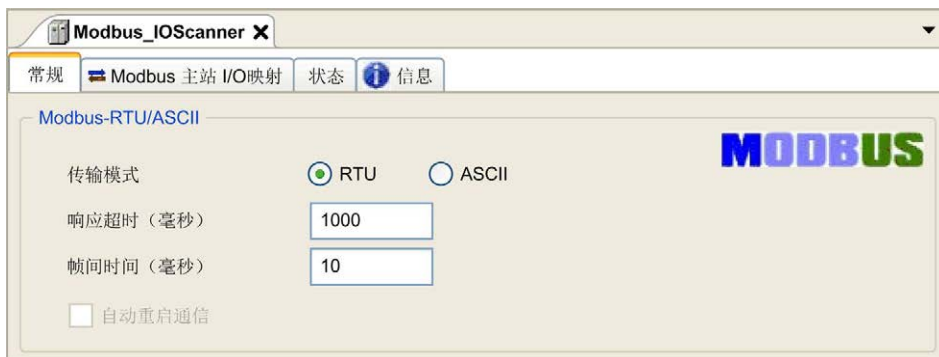 Modbus_IOScanner X
常规 Modbus 主站 I/O映射 状态 信息
Modbus-RTU/ASCII
MODBUS
传输模式 RTU ASCII
响应超时（毫秒） 1000
帧间时间（毫秒） 10
自动重启通信